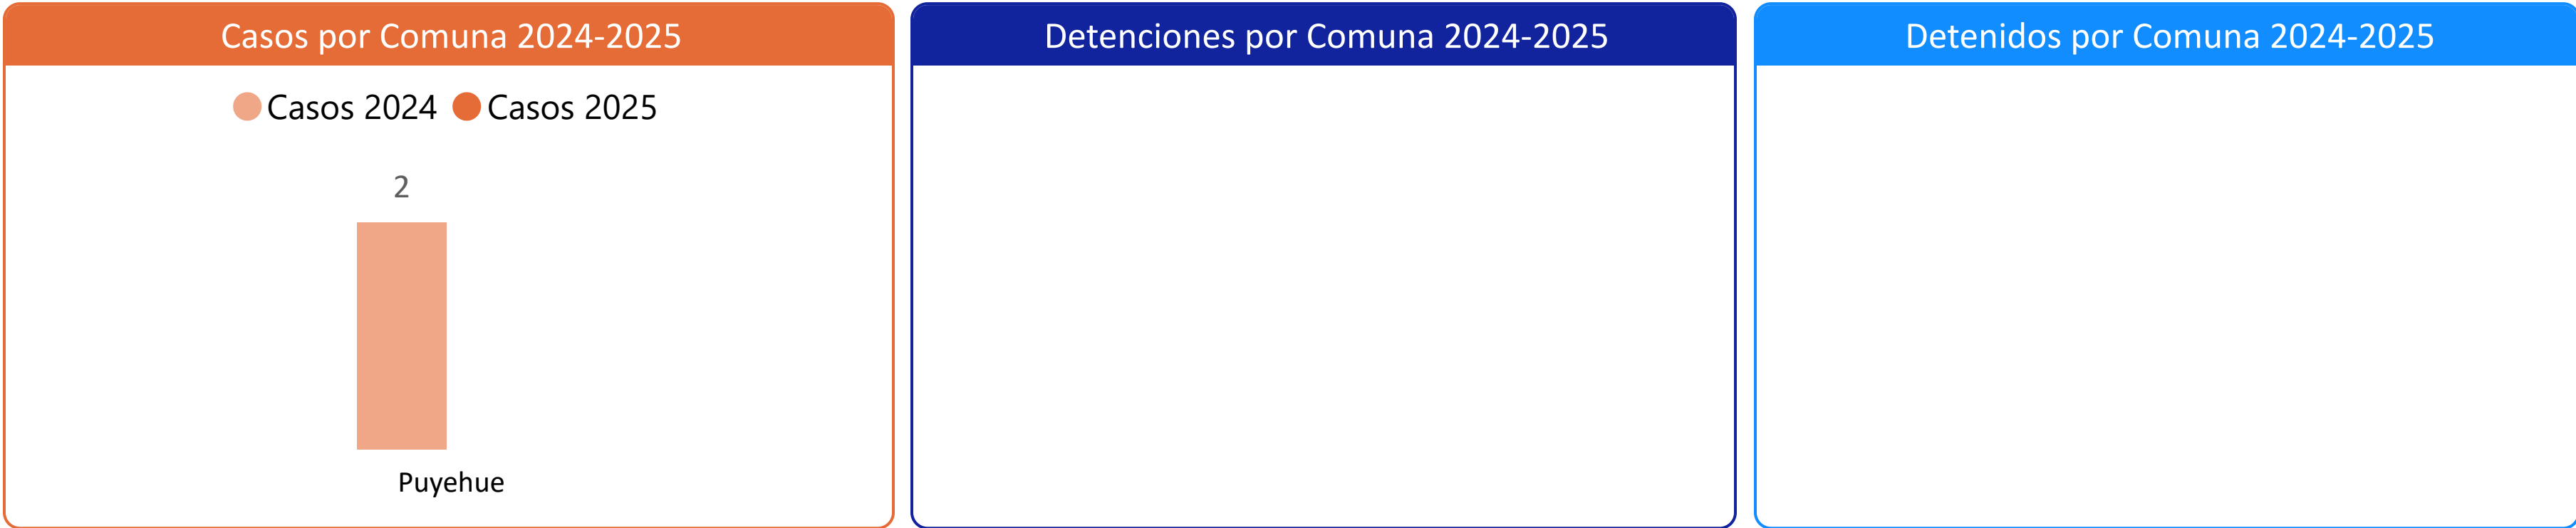 Casos por Comuna 2024-2025
Casos 2024 Casos 2025
2
Puyehue
Detenciones por Comuna 2024-2025
Detenidos por Comuna 2024-2025